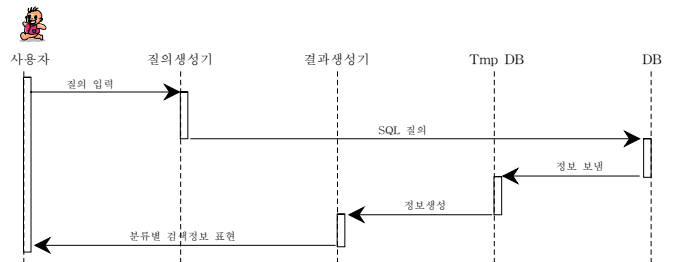 사용자 질의생성기 결과생성기 Tmp DB DB
질의 입력
SQL 질의
정보 보냄
정보생성
분류별 검색정보 표현